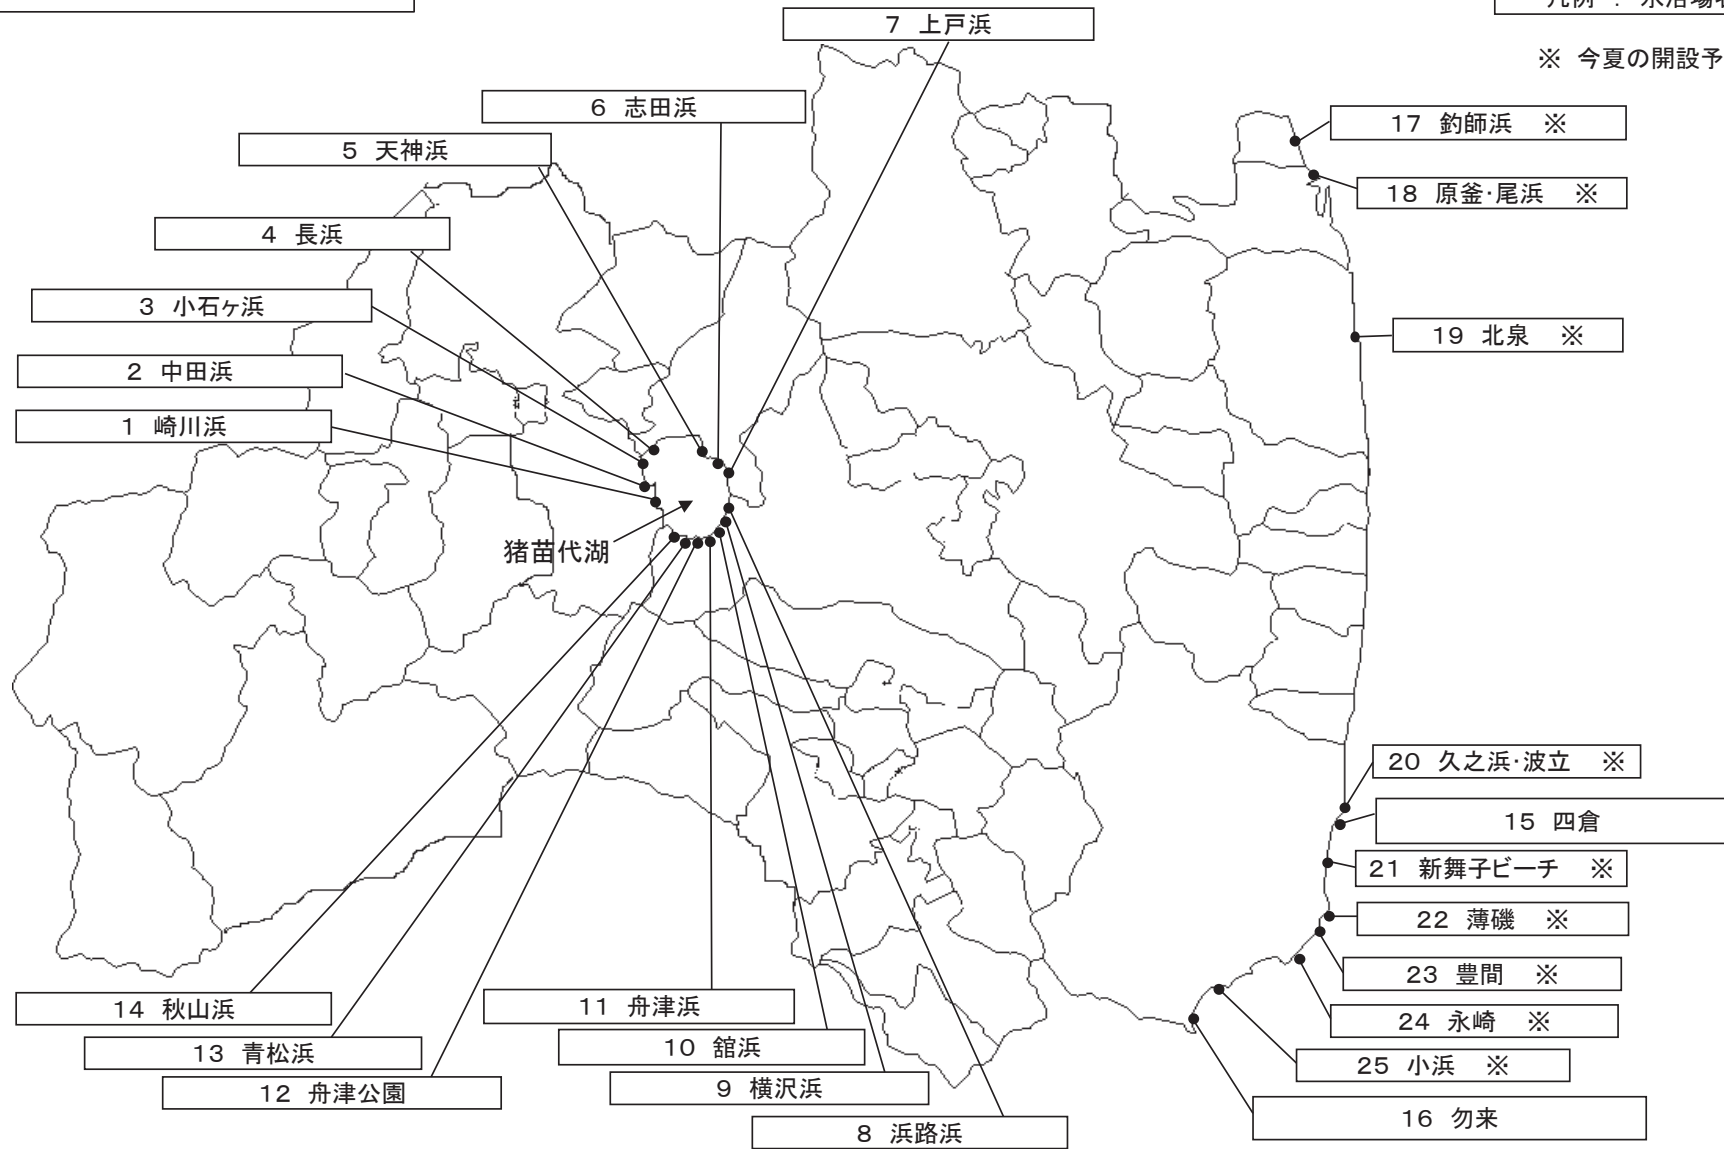 7 上戸浜
※ 今夏の開設予
6 志田浜
17 釣師浜 ※
5 天神浜
18 原釜・尾浜 ※
4 長浜
3 小石ヶ浜
19 北泉 ※
2 中田浜
1 崎川浜
猪苗代湖
20 久之浜・波立 ※
15 四倉
21 新舞子ビーチ ※
22 薄磯 ※
23 豊間 ※
14 秋山浜
11 舟津浜
24 永崎 ※
13 青松浜
10 舘浜
25 小浜 ※
12 舟津公園
9 横沢浜
16 勿来
8 浜路浜